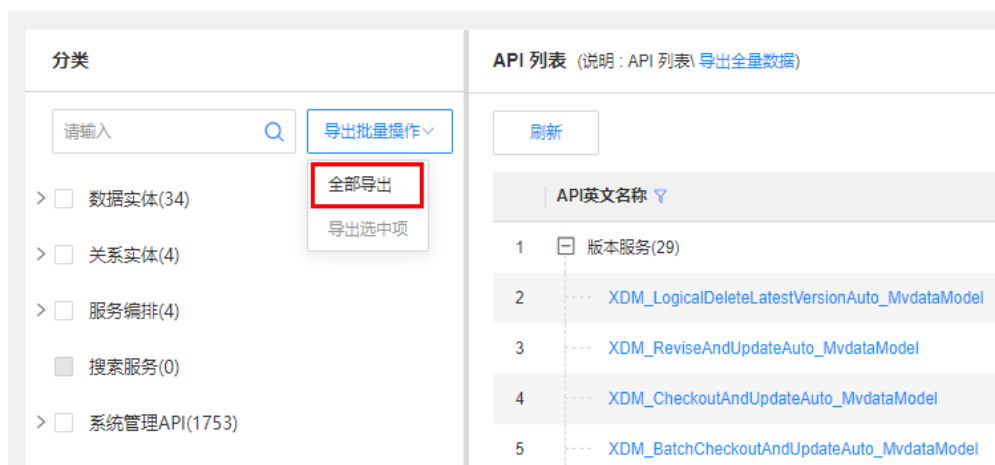 分类
请输入
导出批量操作
全部导出
导出选中项
数据实体(34)
关系实体(4)
服务编排(4)
搜索服务(0)
系统管理API(1753)
API 列表 (说明 : API 列表\ 导出全量数据)
刷新
API英文名称
1 版本服务(29)
2 XDM_LogicalDeleteLatestVersionAuto_MvdataModel
3 XDM_ReviseAndUpdateAuto_MvdataModel
4 XDM_CheckoutAndUpdateAuto_MvdataModel
5 XDM_BatchCheckoutAndUpdateAuto_MvdataModel